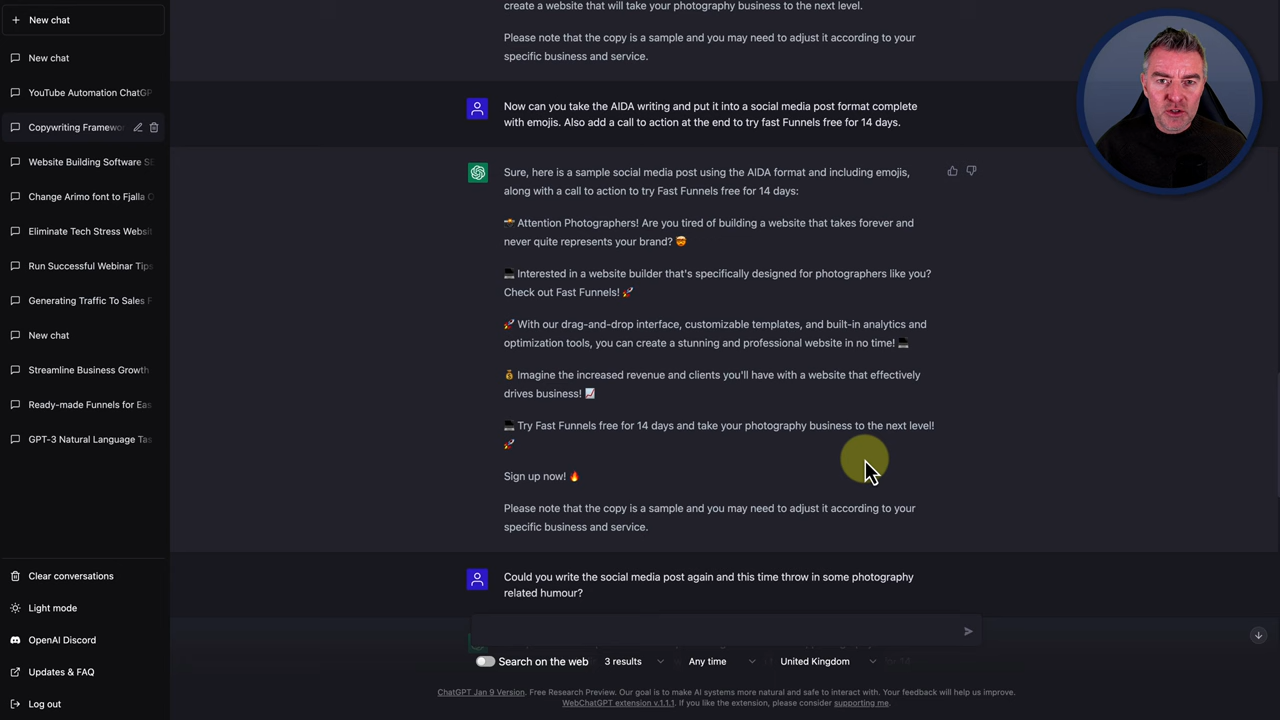 New chat
New chat
YouTube Automation ChatGP
Copywriting Framewo
Website Building Software SE
Change Arimo font to Fjalla O
Eliminate Tech Stress Websit
Run Successful Webinar Tips
Generating Traffic To Sales F
New chat
Streamline Business Growth
Ready-made Funnels for Eas
GPT-3 Natural Language Tas
Clear conversations
Light mode
OpenAI Discord
Updates & FAQ
Log out
create a website that will take your photography business to the next level.
Please note that the copy is a sample and you may need to adjust it according to your
specific business and service.
Now can you take the AIDA writing and put it into a social media post format complete
with emojis. Also add a call to action at the end to try fast Funnels free for 14 days.
Sure, here is a sample social media post using the AIDA format and including emojis,
along with a call to action to try Fast Funnels free for 14 days:
📸 Attention Photographers! Are you tired of building a website that takes forever and
never quite represents your brand? 🤯
💻 Interested in a website builder that's specifically designed for photographers like you?
Check out Fast Funnels! 🚀
🚀 With our drag-and-drop interface, customizable templates, and built-in analytics and
optimization tools, you can create a stunning and professional website in no time! 💻
💰 Imagine the increased revenue and clients you'll have with a website that effectively
drives business! 📈
💻 Try Fast Funnels free for 14 days and take your photography business to the next level!
🚀
Sign up now! 🔥
Please note that the copy is a sample and you may need to adjust it according to your
specific business and service.
Could you write the social media post again and this time throw in some photography
related humour?
Search on the web 3 results Any time United Kingdom
ChatGPT Jan 9 Version. Free Research Preview. Our goal is to make AI systems more natural and safe to interact with. Your feedback will help us improve.
WebChatGPT extension v.1.1.1. If you like the extension, please consider supporting me.